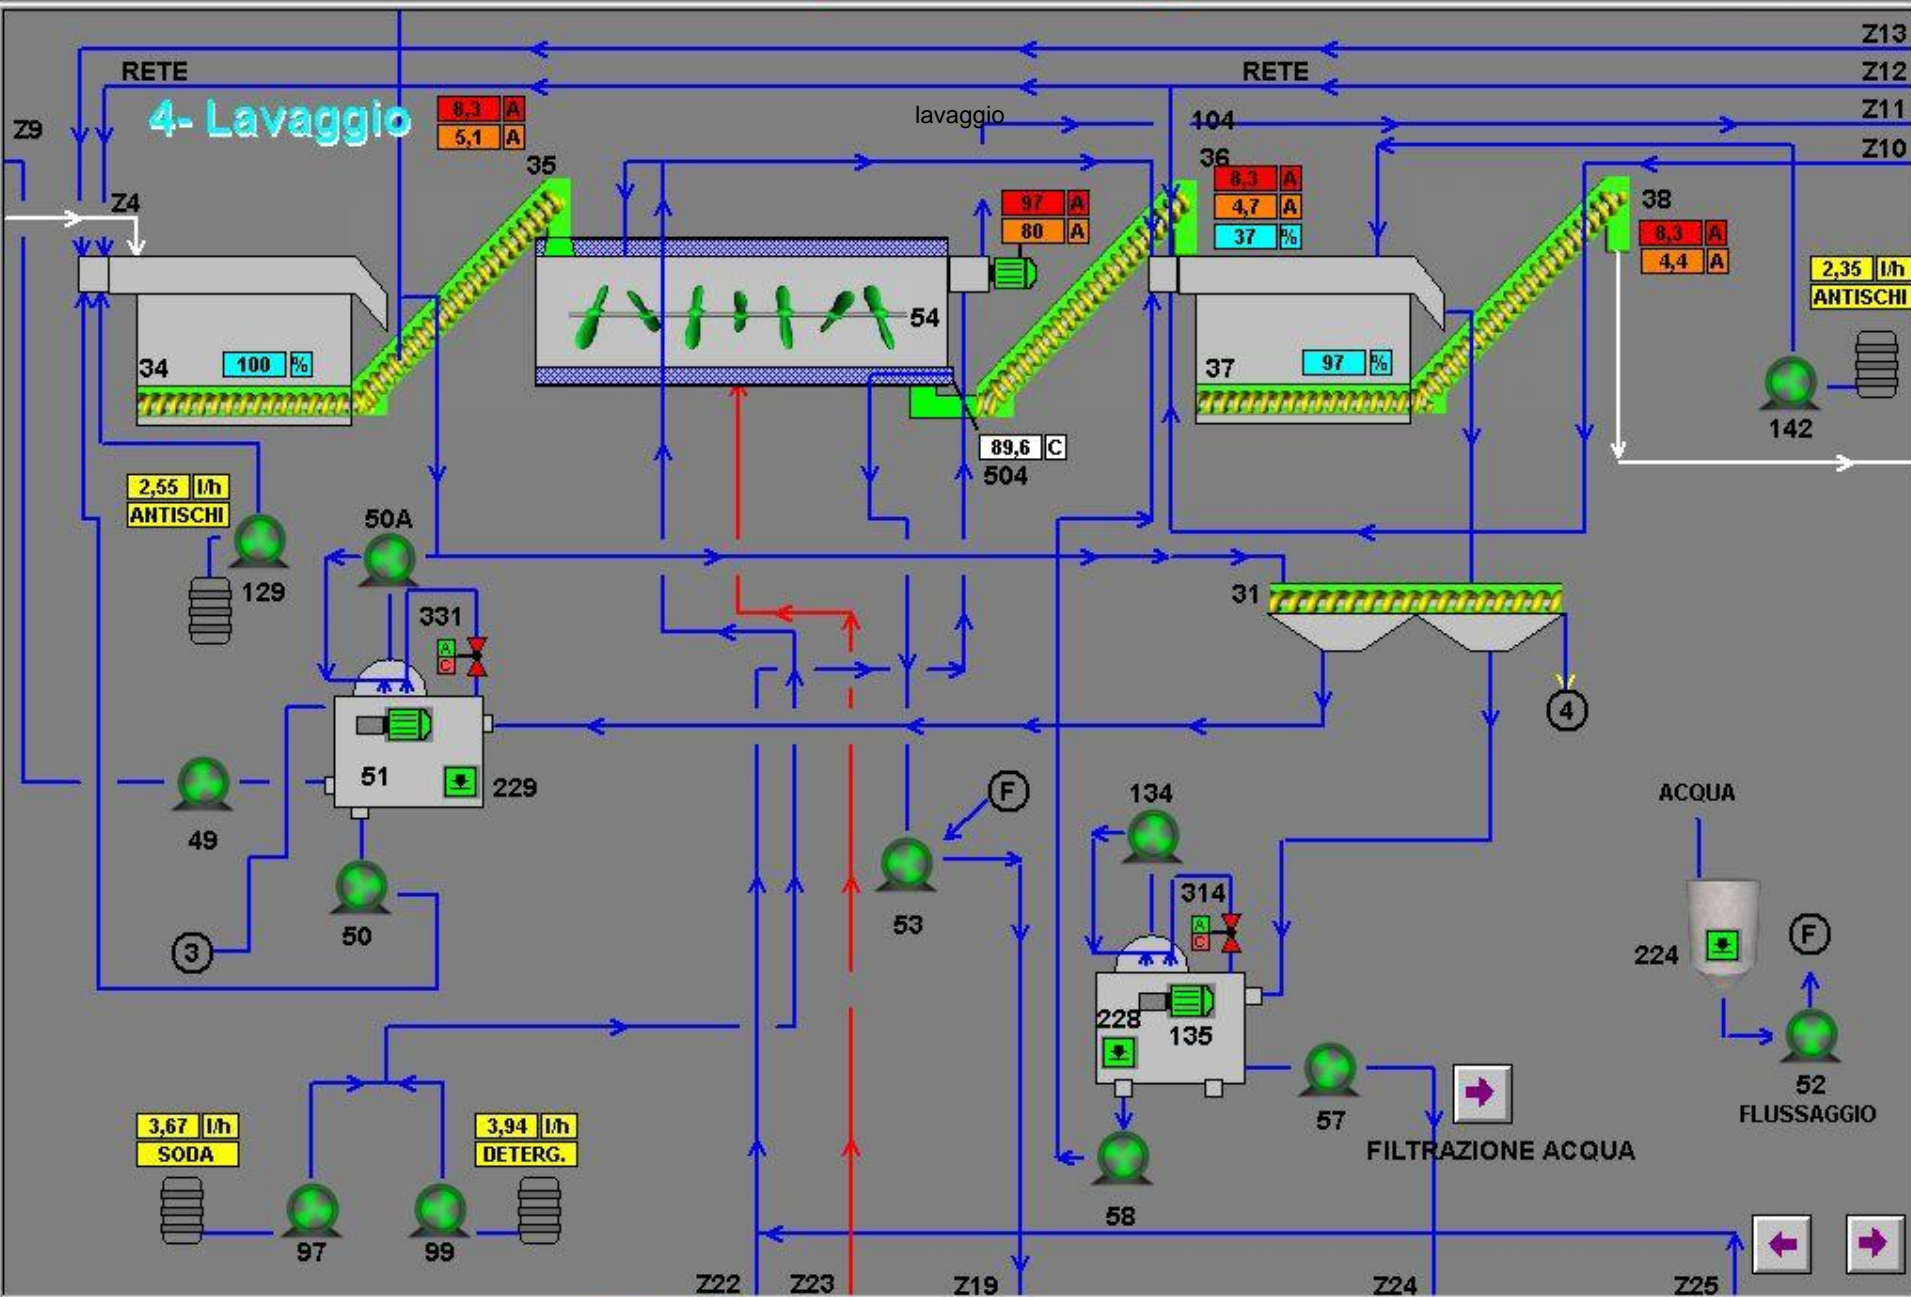 Z13
RETE
RETE
Z12
4- Lavaggio
8,3 A
5,1 A
lavaggio
104
Z11
Z9
Z10
35
54
36
8,3 A
4,7 A
37 %
38
8,3 A
4,4 A
Z4
97 A
80 A
2,35 l/h
ANTISCHI
54
34
100 %
37
97 %
142
89,6 C
504
2,55 l/h
ANTISCHI
50A
129
331
A
C
31
4
51
229
49
F
134
ACQUA
50
53
314
A
C
3
224
F
228
135
52
FLUSSAGGIO
57
FILTRAZIONE ACQUA
3,67 l/h
SODA
3,94 l/h
DETERG.
58
97
99
Z22
Z23
Z19
Z24
Z25